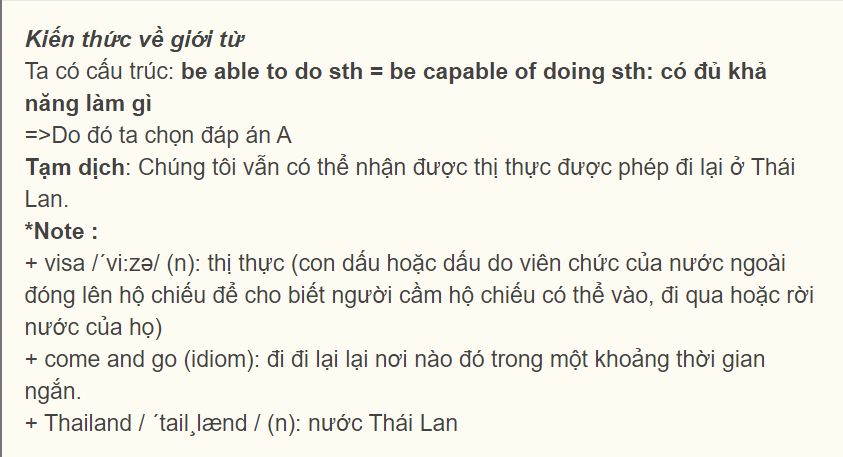 Kiến thức về giới từ
Ta có cấu trúc: be able to do sth = be capable of doing sth: có đủ khả
năng làm gì
=>Do đó ta chọn đáp án A
Tạm dịch: Chúng tôi vẫn có thể nhận được thị thực được phép đi lại ở Thái
Lan.
*Note :
+ visa /´vi:zə/ (n): thị thực (con dấu hoặc dấu do viên chức của nước ngoài
đóng lên hộ chiếu để cho biết người cầm hộ chiếu có thể vào, đi qua hoặc rời
nước của họ)
+ come and go (idiom): đi đi lại lại nơi nào đó trong một khoảng thời gian
ngắn.
+ Thailand / ´tail¸lænd / (n): nước Thái Lan